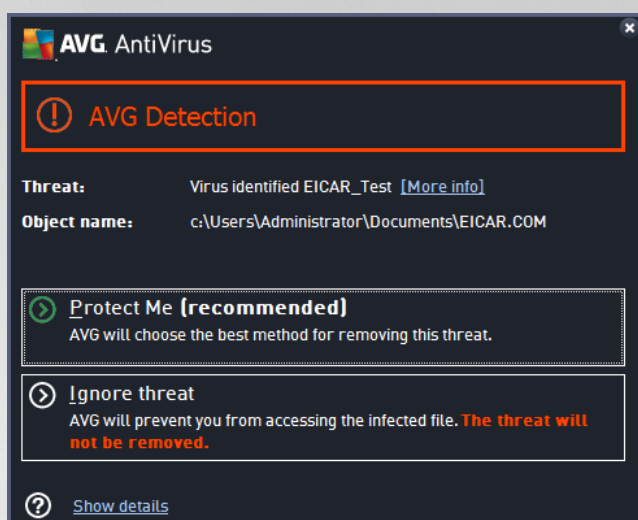 AVG AntiVirus
AVG Detection
Threat: Virus identified EICAR_Test [More info]
Object name: c:\Users\Administrator\Documents\EICAR.COM
Protect Me (recommended)
AVG will choose the best method for removing this threat.
Ignore threat
AVG will prevent you from accessing the infected file. The threat will
not be removed.
Show details